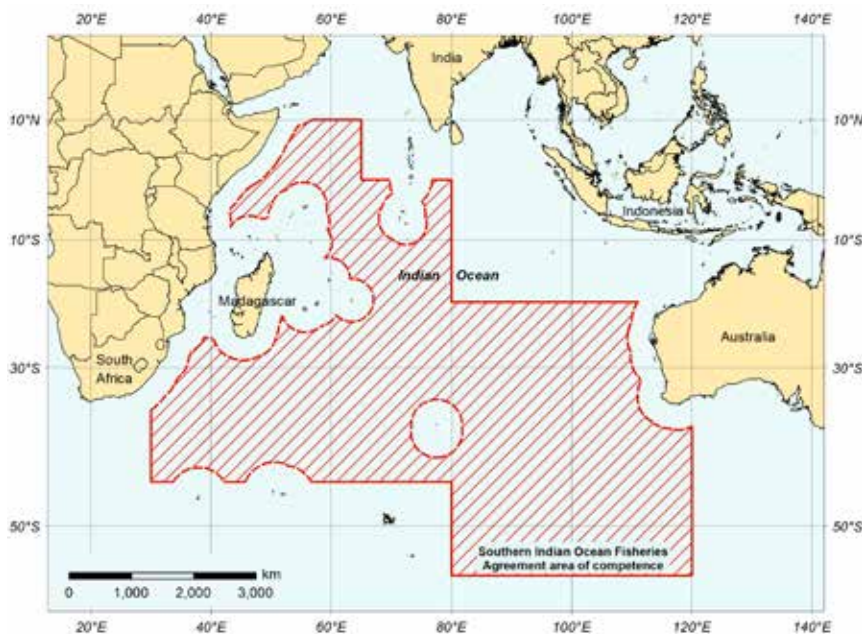 20°E 40°E 60°E 80°E 100°E 120°E 140°E
India
10°N 10°N
Indonesia
10°S 10°S
Indian Ocean
Madagascar
Australia
South
Africa
30°S 30°S
50°S 50°S
Southern Indian Ocean Fisheries
Agreement area of competence
km
0 1,000 2,000 3,000
20°E 40°E 60°E 80°E 100°E 120°E 140°E